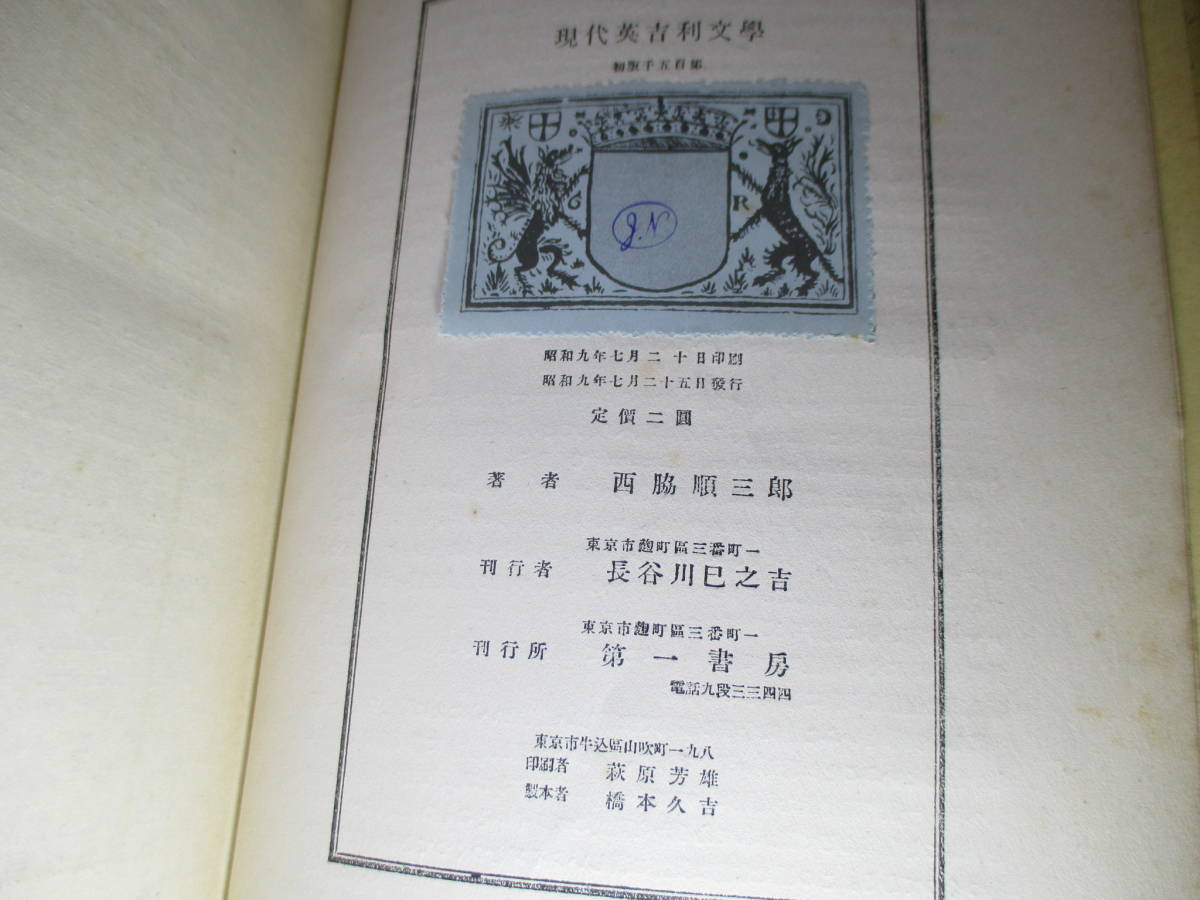 現代英吉利文學
初版千五百部
R
J.N
昭和九年七月二十日印刷
昭和九年七月二十五日發行
定價二圓
著者 西脇順三郎
東京市麴町區三番町一
刊行者 長谷川巳之吉
東京市麴町區三番町一
刊行所 第一書房
電話九段三三四四
東京市牛込區山吹町一九八
印刷者 萩原芳雄
製本者 橋本久吉